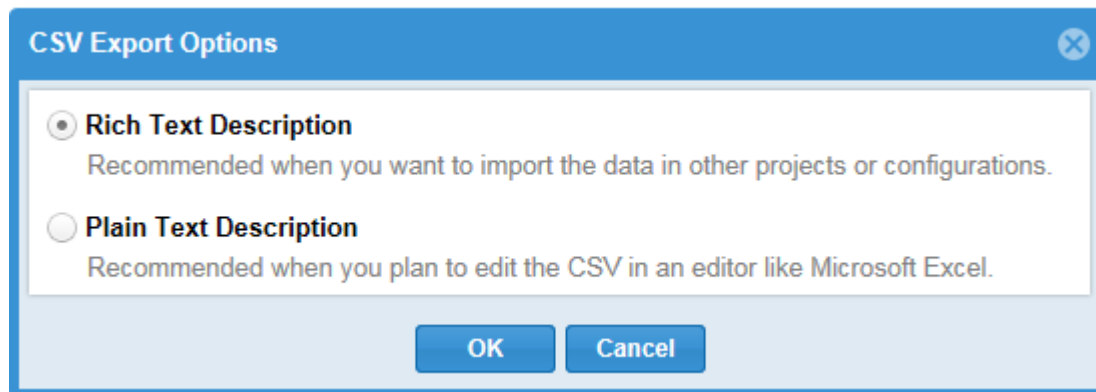 CSV Export Options
Rich Text Description
Recommended when you want to import the data in other projects or configurations.
Plain Text Description
Recommended when you plan to edit the CSV in an editor like Microsoft Excel.
OK Cancel